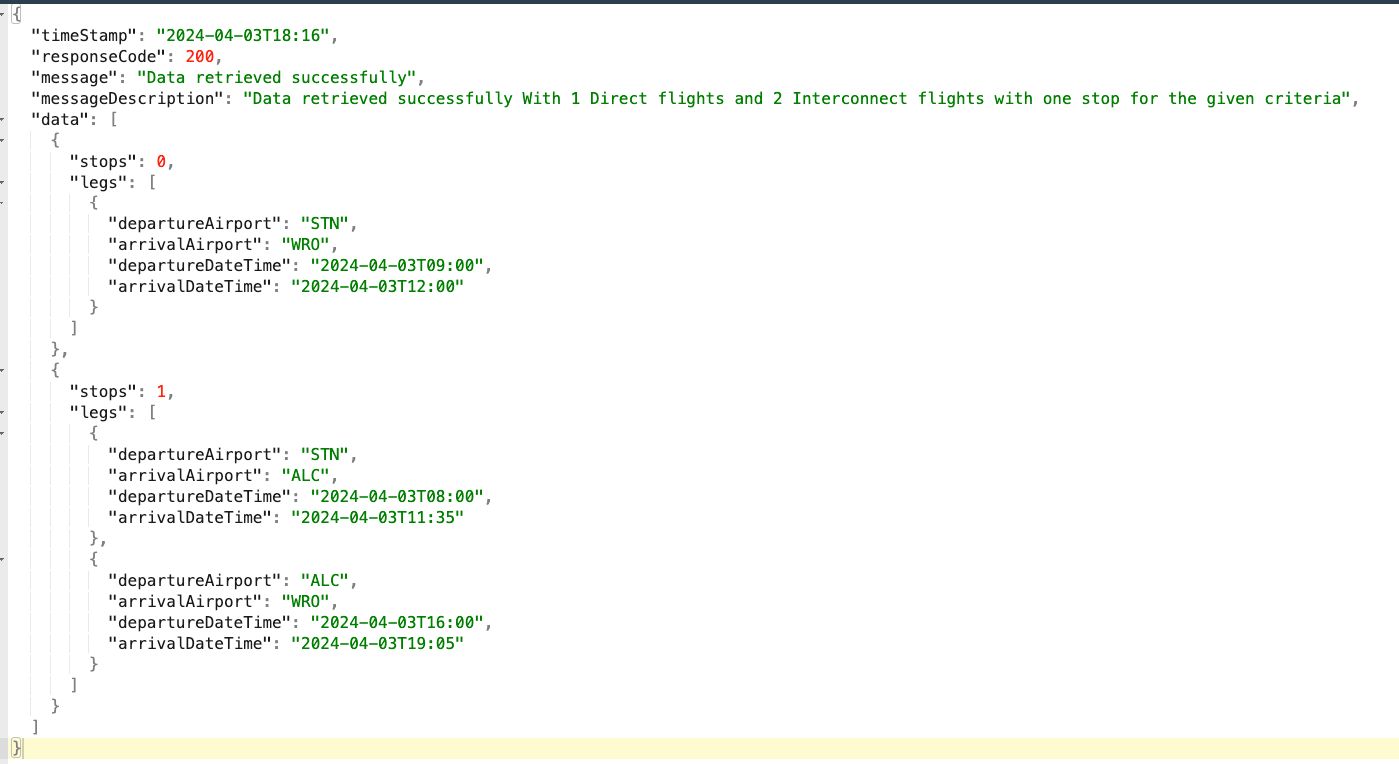 {
  "timeStamp": "2024-04-03T18:16",
  "responseCode": 200,
  "message": "Data retrieved successfully",
  "messageDescription": "Data retrieved successfully With 1 Direct flights and 2 Interconnect flights with one stop for the given criteria",
  "data": [
    {
      "stops": 0,
      "legs": [
        {
          "departureAirport": "STN",
          "arrivalAirport": "WRO",
          "departureDateTime": "2024-04-03T09:00",
          "arrivalDateTime": "2024-04-03T12:00"
        }
      ]
    },
    {
      "stops": 1,
      "legs": [
        {
          "departureAirport": "STN",
          "arrivalAirport": "ALC",
          "departureDateTime": "2024-04-03T08:00",
          "arrivalDateTime": "2024-04-03T11:35"
        },
        {
          "departureAirport": "ALC",
          "arrivalAirport": "WRO",
          "departureDateTime": "2024-04-03T16:00",
          "arrivalDateTime": "2024-04-03T19:05"
        }
      ]
    }
  ]
}